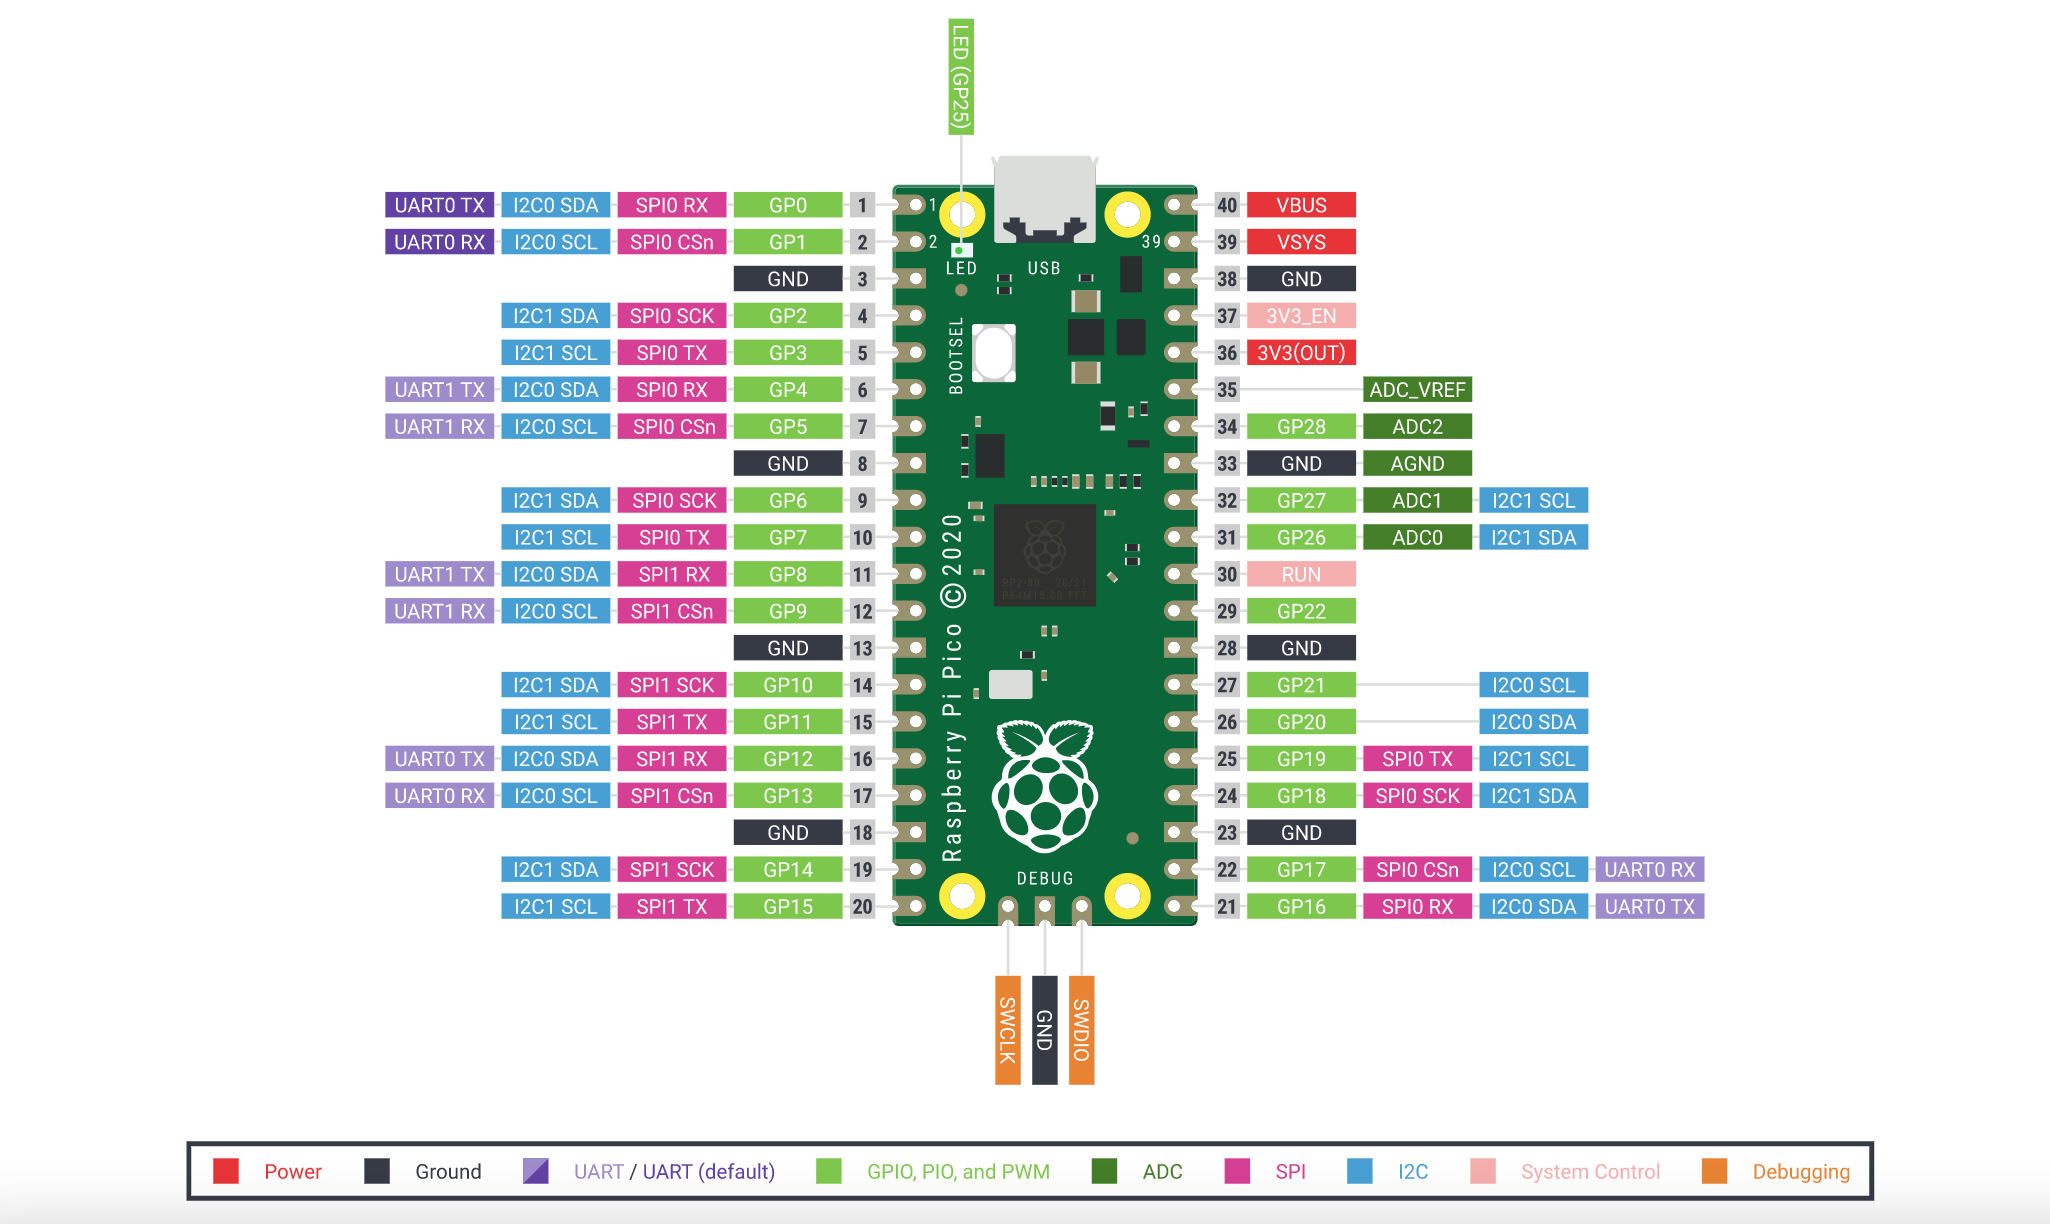 LED (GP25)
UART0 TX I2C0 SDA SPI0 RX GP0 1 1 40 VBUS
UART0 RX I2C0 SCL SPI0 CSn GP1 2 2 39 39 VSYS
LED USB
GND 3 38 GND
I2C1 SDA SPI0 SCK GP2 4 37 3V3_EN
I2C1 SCL SPI0 TX GP3 5 36 3V3(OUT)
BOOTSEL
UART1 TX I2C0 SDA SPI0 RX GP4 6 35 ADC_VREF
UART1 RX I2C0 SCL SPI0 CSn GP5 7 34 GP28 ADC2
GND 8 33 GND AGND
I2C1 SDA SPI0 SCK GP6 9 32 GP27 ADC1 I2C1 SCL
I2C1 SCL SPI0 TX GP7 10 31 GP26 ADC0 I2C1 SDA
UART1 TX I2C0 SDA SPI1 RX GP8 11 30 RUN
UART1 RX I2C0 SCL SPI1 CSn GP9 12 29 GP22
GND 13 28 GND
I2C1 SDA SPI1 SCK GP10 14 27 GP21 I2C0 SCL
I2C1 SCL SPI1 TX GP11 15 26 GP20 I2C0 SDA
UART0 TX I2C0 SDA SPI1 RX GP12 16 25 GP19 SPI0 TX I2C1 SCL
UART0 RX I2C0 SCL SPI1 CSn GP13 17 24 GP18 SPI0 SCK I2C1 SDA
GND 18 23 GND
Raspberry Pi Pico ©2020
I2C1 SDA SPI1 SCK GP14 19 22 GP17 SPI0 CSn I2C0 SCL UART0 RX
DEBUG
I2C1 SCL SPI1 TX GP15 20 21 GP16 SPI0 RX I2C0 SDA UART0 TX
SWCLK
GND
SWDIO
Power Ground UART / UART (default) GPIO, PIO, and PWM ADC SPI I2C System Control Debugging